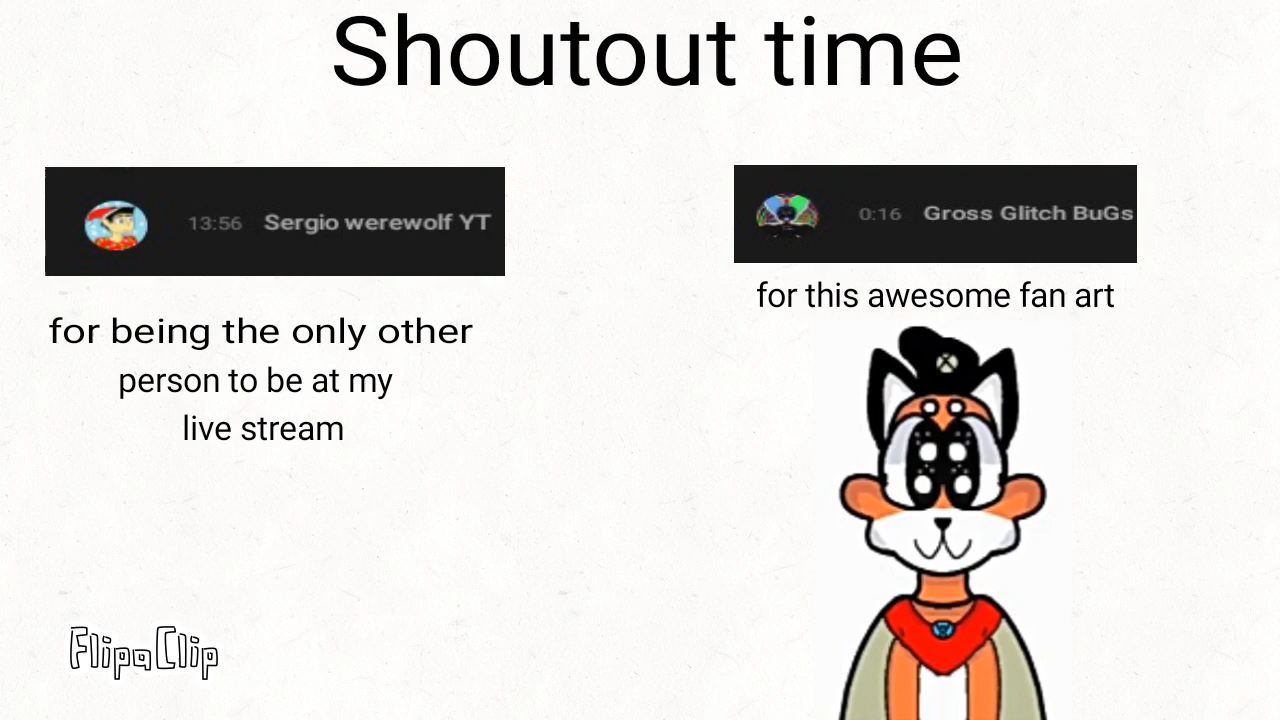 Shoutout time
13:56 Sergio werewolf YT
for being the only other
person to be at my
live stream
0:16 Gross Glitch BuGs
for this awesome fan art
FlipaClip